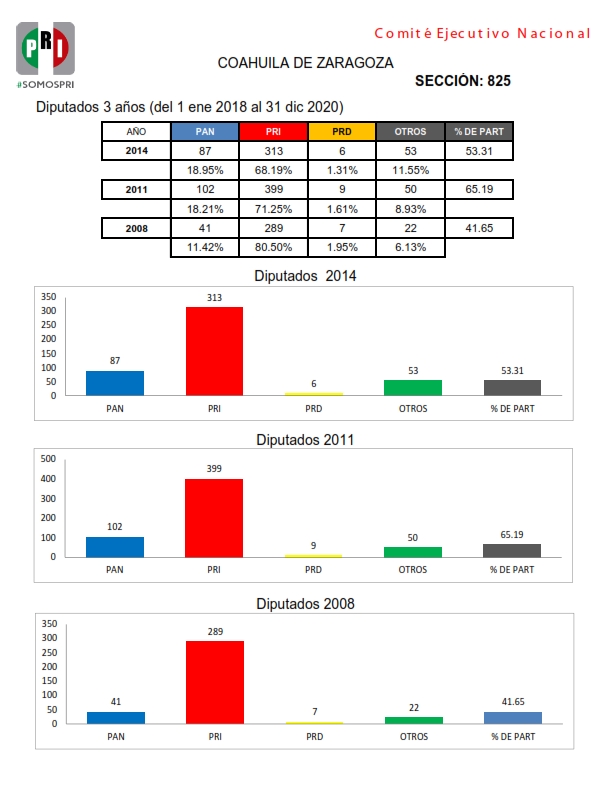 Comité Ejecutivo Nacional
PRI
#SOMOSPRI
COAHUILA DE ZARAGOZA
SECCIÓN: 825
Diputados 3 años (del 1 ene 2018 al 31 dic 2020)
AÑO PAN PRI PRD OTROS % DE PART
2014 87 313 6 53 53.31
18.95% 68.19% 1.31% 11.55%
2011 102 399 9 50 65.19
18.21% 71.25% 1.61% 8.93%
2008 41 289 7 22 41.65
11.42% 80.50% 1.95% 6.13%
Diputados 2014
350
300
250
200
150
100
50
0
87 313 6 53 53.31
PAN PRI PRD OTROS % DE PART
Diputados 2011
500
400
300
200
100
0
102 399 9 50 65.19
PAN PRI PRD OTROS % DE PART
Diputados 2008
350
300
250
200
150
100
50
0
41 289 7 22 41.65
PAN PRI PRD OTROS % DE PART